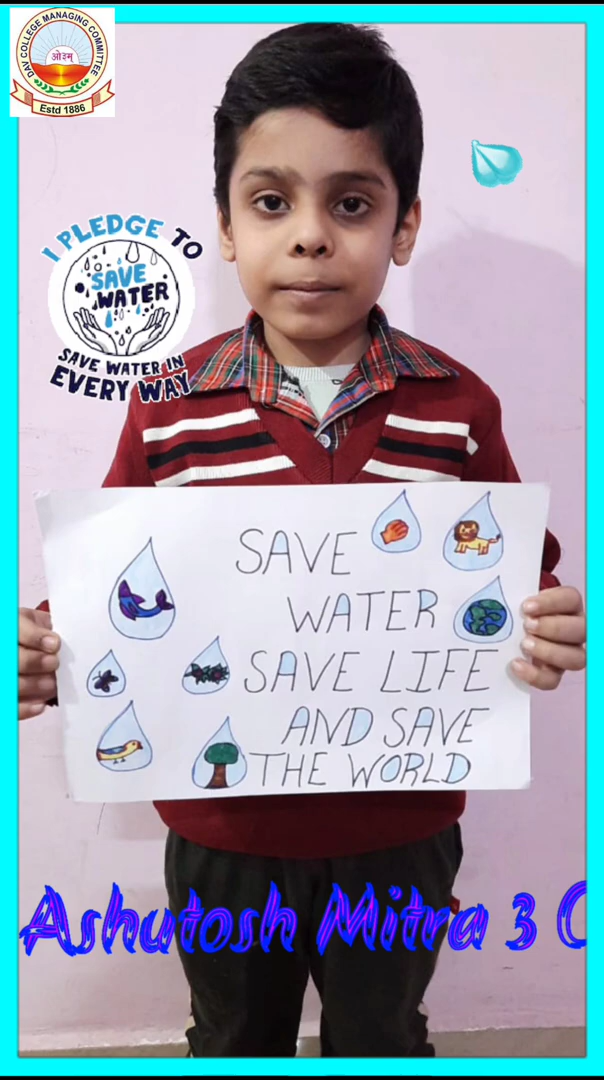 DAV COLLEGE MANAGING COMMITTEE
ओ३म्
Estd 1886
I PLEDGE TO
SAVE
WATER
SAVE WATER IN
EVERY WAY
SAVE
WATER
SAVE LIFE
AND SAVE
THE WORLD
Ashutosh Mitra 3